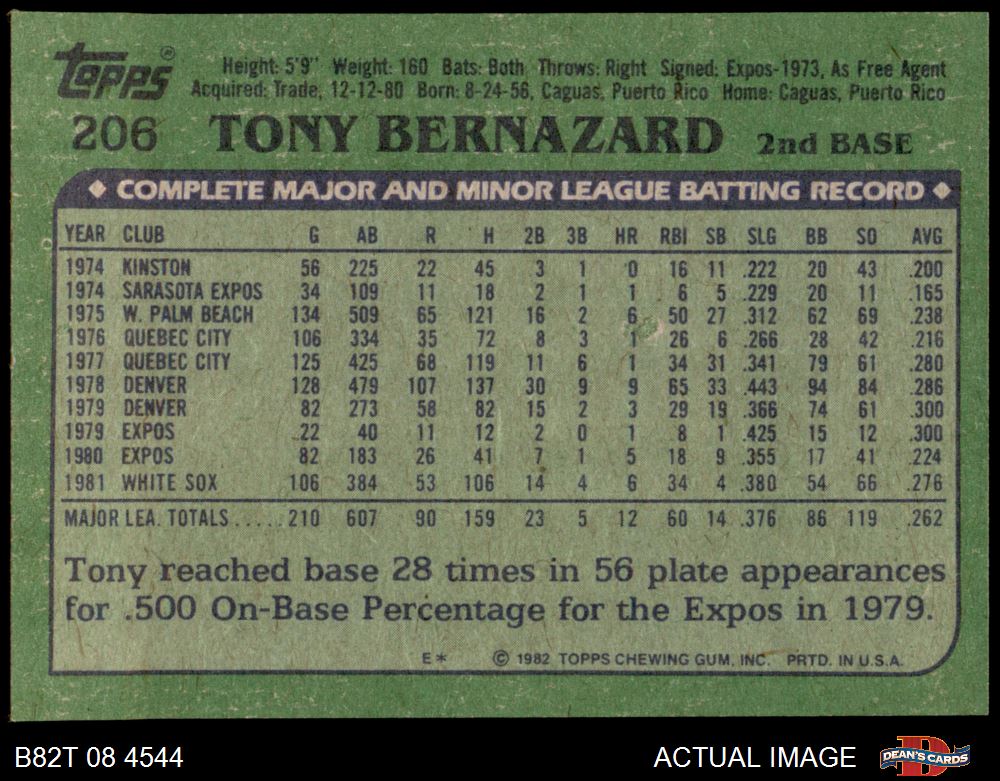 Topps®
Height: 5'9" Weight: 160 Bats: Both Throws: Right Signed: Expos-1973, As Free Agent
Acquired: Trade, 12-12-80 Born: 8-24-56, Caguas, Puerto Rico Home: Caguas, Puerto Rico
206 TONY BERNAZARD 2nd BASE
COMPLETE MAJOR AND MINOR LEAGUE BATTING RECORD
YEAR CLUB G AB R H 2B 3B HR RBI SB SLG BB SO AVG
1974 KINSTON 56 225 22 45 3 1 0 16 11 .222 20 43 .200
1974 SARASOTA EXPOS 34 109 11 18 2 1 1 6 5 .229 20 11 .165
1975 W. PALM BEACH 134 509 65 121 16 2 6 50 27 .312 62 69 .238
1976 QUEBEC CITY 106 334 35 72 8 3 1 26 6 .266 28 42 .216
1977 QUEBEC CITY 125 425 68 119 11 6 1 34 31 .341 79 61 .280
1978 DENVER 128 479 107 137 30 9 9 65 33 .443 94 84 .286
1979 DENVER 82 273 58 82 15 2 3 29 19 .366 74 61 .300
1979 EXPOS 22 40 11 12 2 0 1 8 1 .425 15 12 .300
1980 EXPOS 82 183 26 41 7 1 5 18 9 .355 17 41 .224
1981 WHITE SOX 106 384 53 106 14 4 6 34 4 .380 54 66 .276
MAJOR LEA. TOTALS.....210 607 90 159 23 5 12 60 14 .376 86 119 .262
Tony reached base 28 times in 56 plate appearances
for .500 On-Base Percentage for the Expos in 1979.
E* © 1982 TOPPS CHEWING GUM, INC. PRTD. IN U.S.A.
B82T 08 4544 ACTUAL IMAGE DEAN'S CARDS